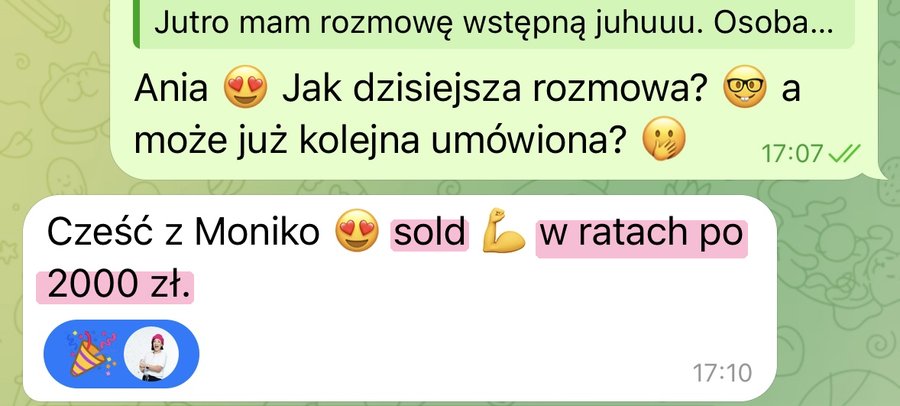 Jutro mam rozmowę wstępną juhuuu. Osoba...
Ania 😍 Jak dzisiejsza rozmowa? 🤓 a
może już kolejna umówiona? 🫢
17:07
Cześć z Moniko 😍 sold 💪 w ratach po
2000 zł.
17:10